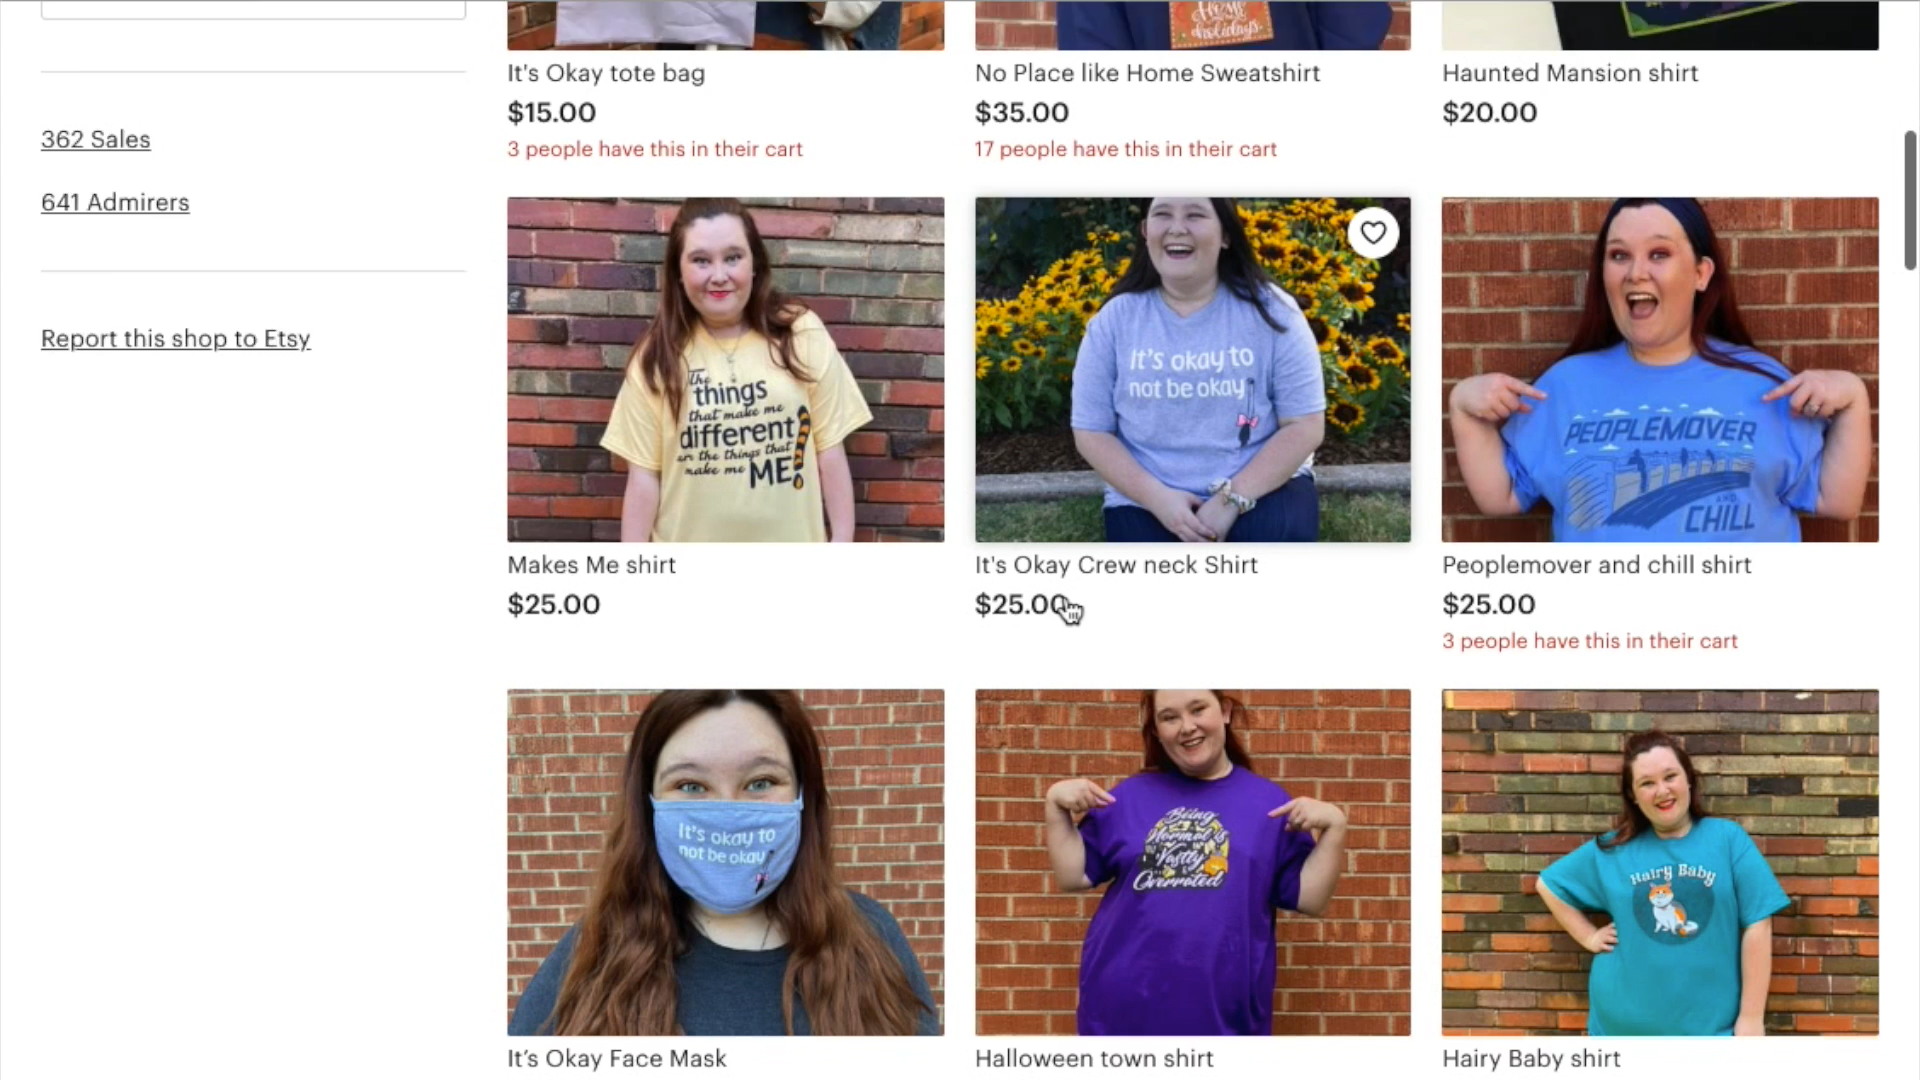 Home
holidays
It's Okay tote bag
No Place like Home Sweatshirt
Haunted Mansion shirt
$15.00
$35.00
$20.00
3 people have this in their cart
17 people have this in their cart
362 Sales
641 Admirers
Report this shop to Etsy
The
things
that make me
different
are the things that
make me ME!
It's okay to
not be okay
PEOPLEMOVER
AND
CHILL
Makes Me shirt
It's Okay Crew neck Shirt
Peoplemover and chill shirt
$25.00
$25.00
$25.00
3 people have this in their cart
It's okay to
not be okay
Being
Normal is
Vastly
Overrated
Hairy Baby
It’s Okay Face Mask
Halloween town shirt
Hairy Baby shirt